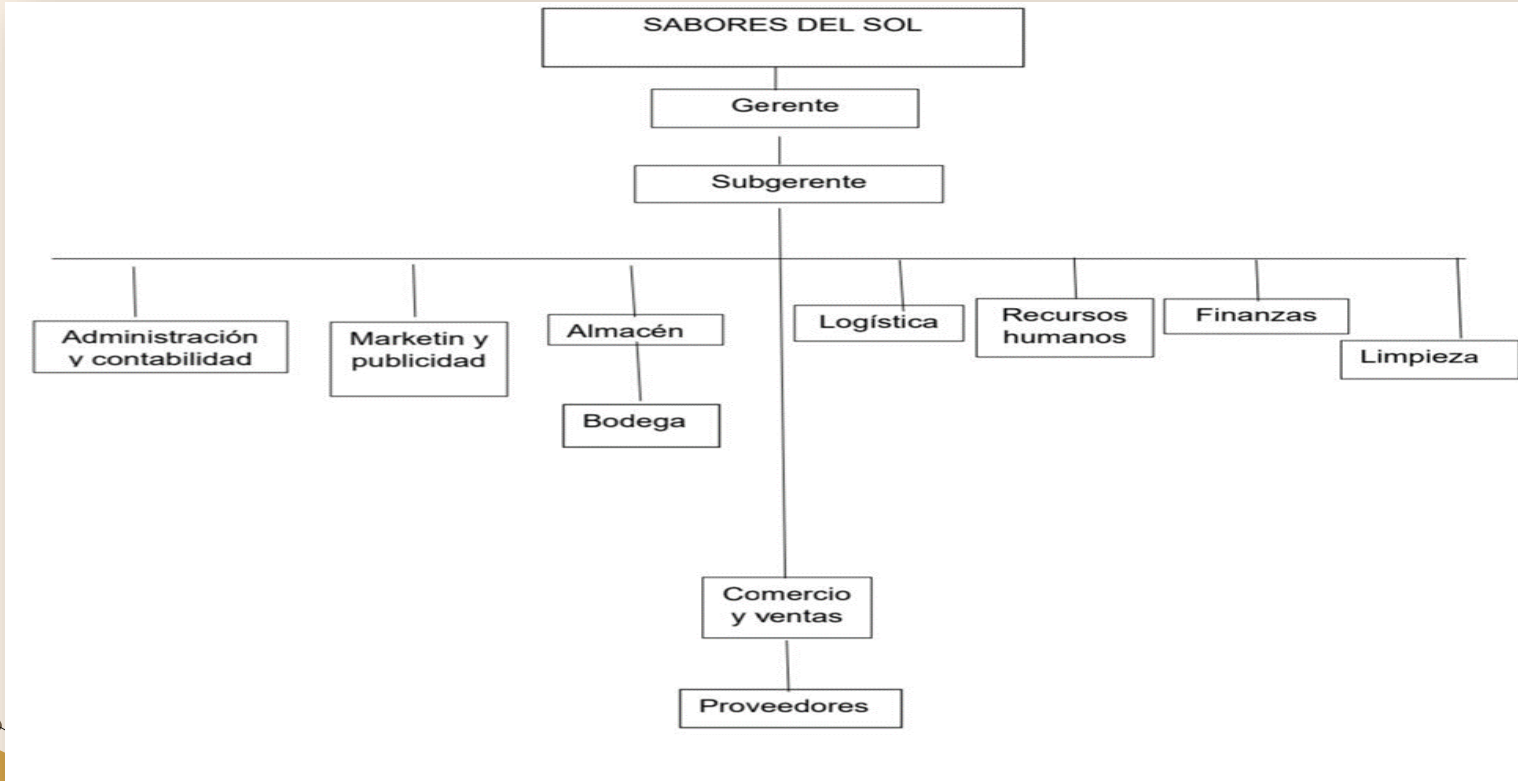 SABORES DEL SOL
Gerente
Subgerente
Administración
y contabilidad
Marketin y
publicidad
Almacén
Logística
Recursos
humanos
Finanzas
Limpieza
Bodega
Comercio
y ventas
Proveedores